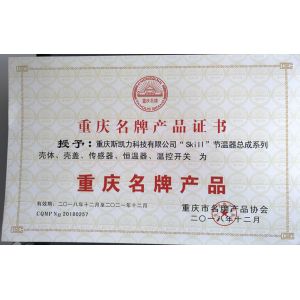 重庆名牌
重庆名牌产品证书
授予：重庆斯凯力科技有限公司“Skill”节温器总成系列
壳体、壳盖、传感器、恒温器、温控开关 为
重庆名牌产品
有效期：二〇一八年十二月至二〇二一年十二月
CQMP № 20180257
重庆市名牌产品协会
二〇一八年十二月